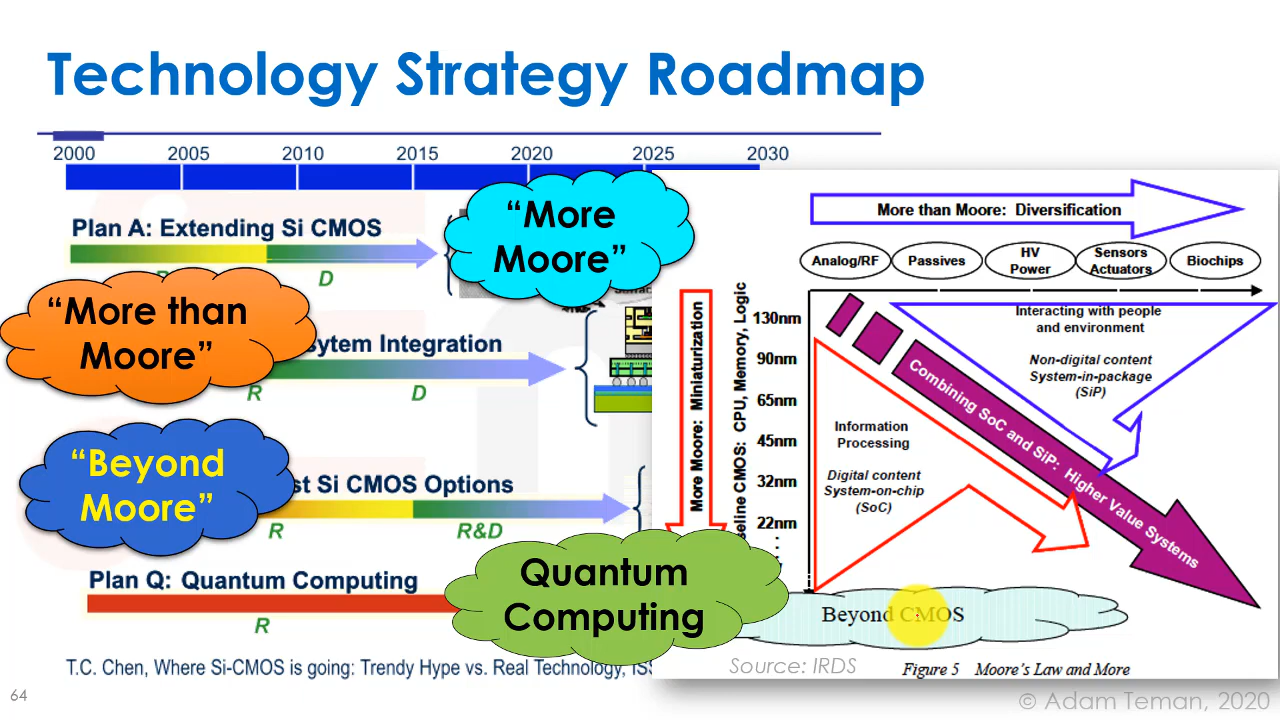 Technology Strategy Roadmap
2000 2005 2010 2015 2020 2025 2030
Plan A: Extending Si CMOS
D
“More
Moore”
“More than
Moore”
sytem Integration
R D
“Beyond
Moore”
st Si CMOS Options
R R&D
Plan Q: Quantum Computing
R
Quantum
Computing
T.C. Chen, Where Si-CMOS is going: Trendy Hype vs. Real Technology,
More than Moore: Diversification
Analog/RF
Passives
HV
Power
Sensors
Actuators
Biochips
More Moore: Miniaturization
seline CMOS: CPU, Memory, Logic
130nm
90nm
65nm
45nm
32nm
22nm
Interacting with people
and environment
Non-digital content
System-in-package
(SiP)
Combining SoC and SiP: Higher Value Systems
Information
Processing
Digital content
System-on-chip
(SoC)
Beyond CMOS
Source: IRDS
Figure 5 Moore’s Law and More
64
© Adam Teman, 2020